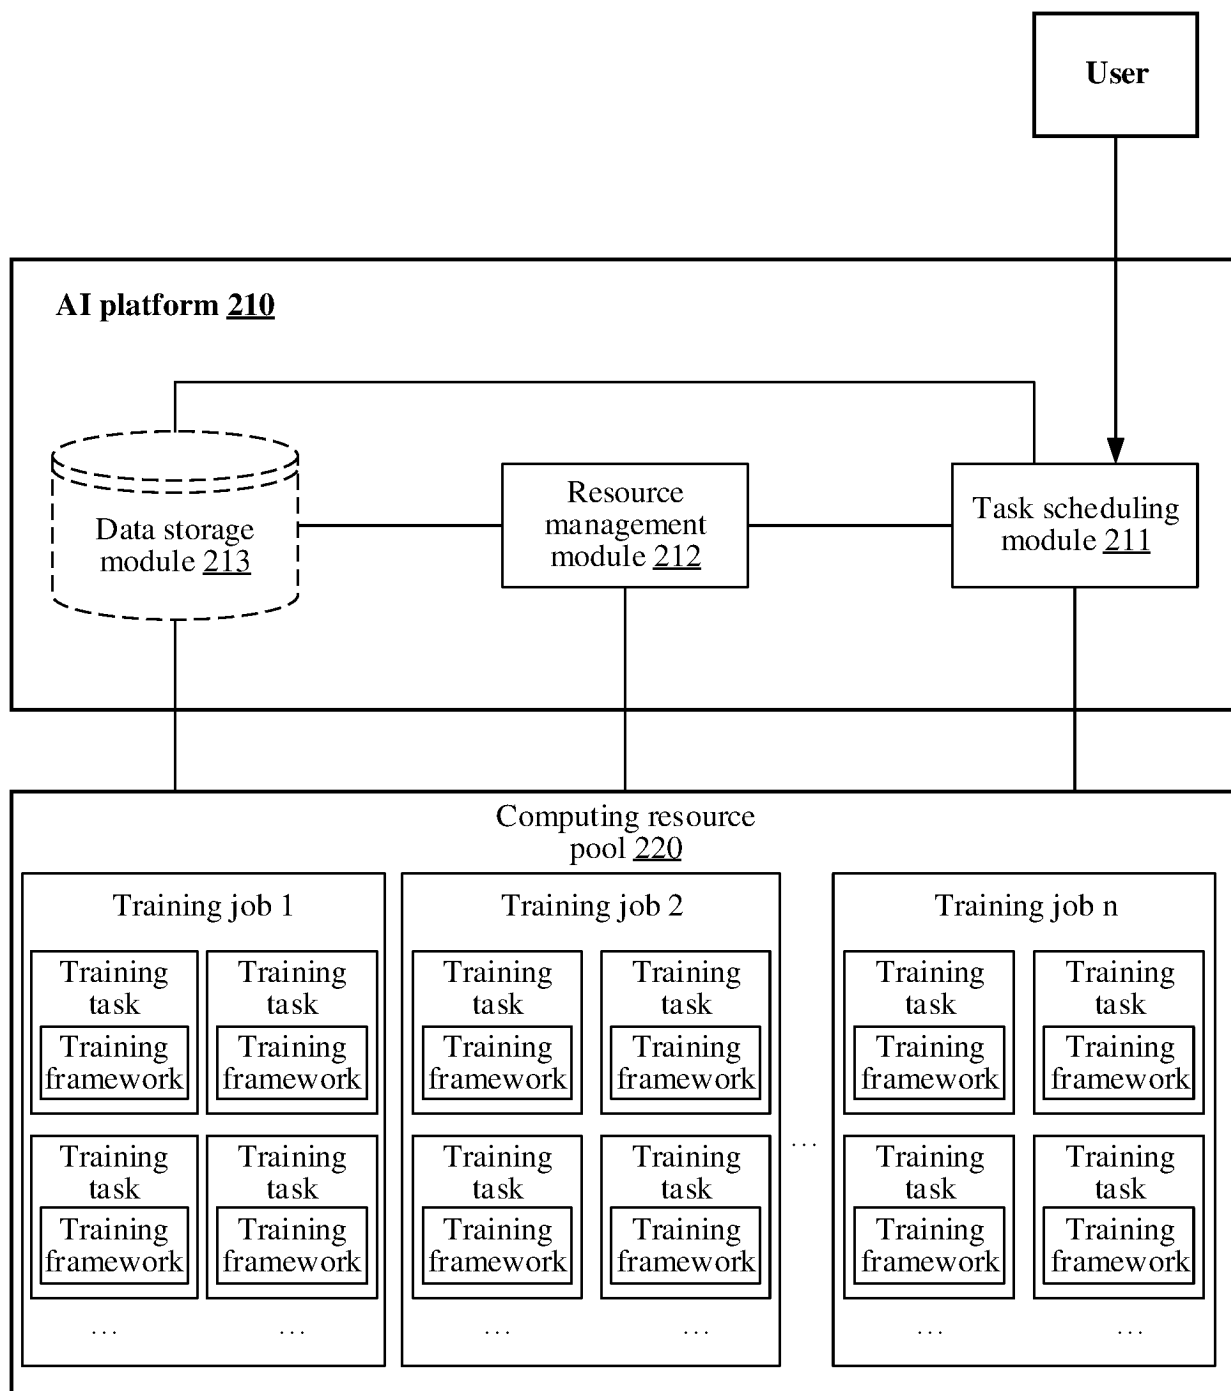 User
AI platform 210
Data storage
module 213
Resource
management
module 212
Task scheduling
module 211
Computing resource
pool 220
Training job 1
Training
task
Training
framework
Training
task
Training
framework
Training
task
Training
framework
Training
task
Training
framework
...
...
Training job 2
Training
task
Training
framework
Training
task
Training
framework
Training
task
Training
framework
Training
task
Training
framework
...
...
...
Training job n
Training
task
Training
framework
Training
task
Training
framework
Training
task
Training
framework
Training
task
Training
framework
...
...